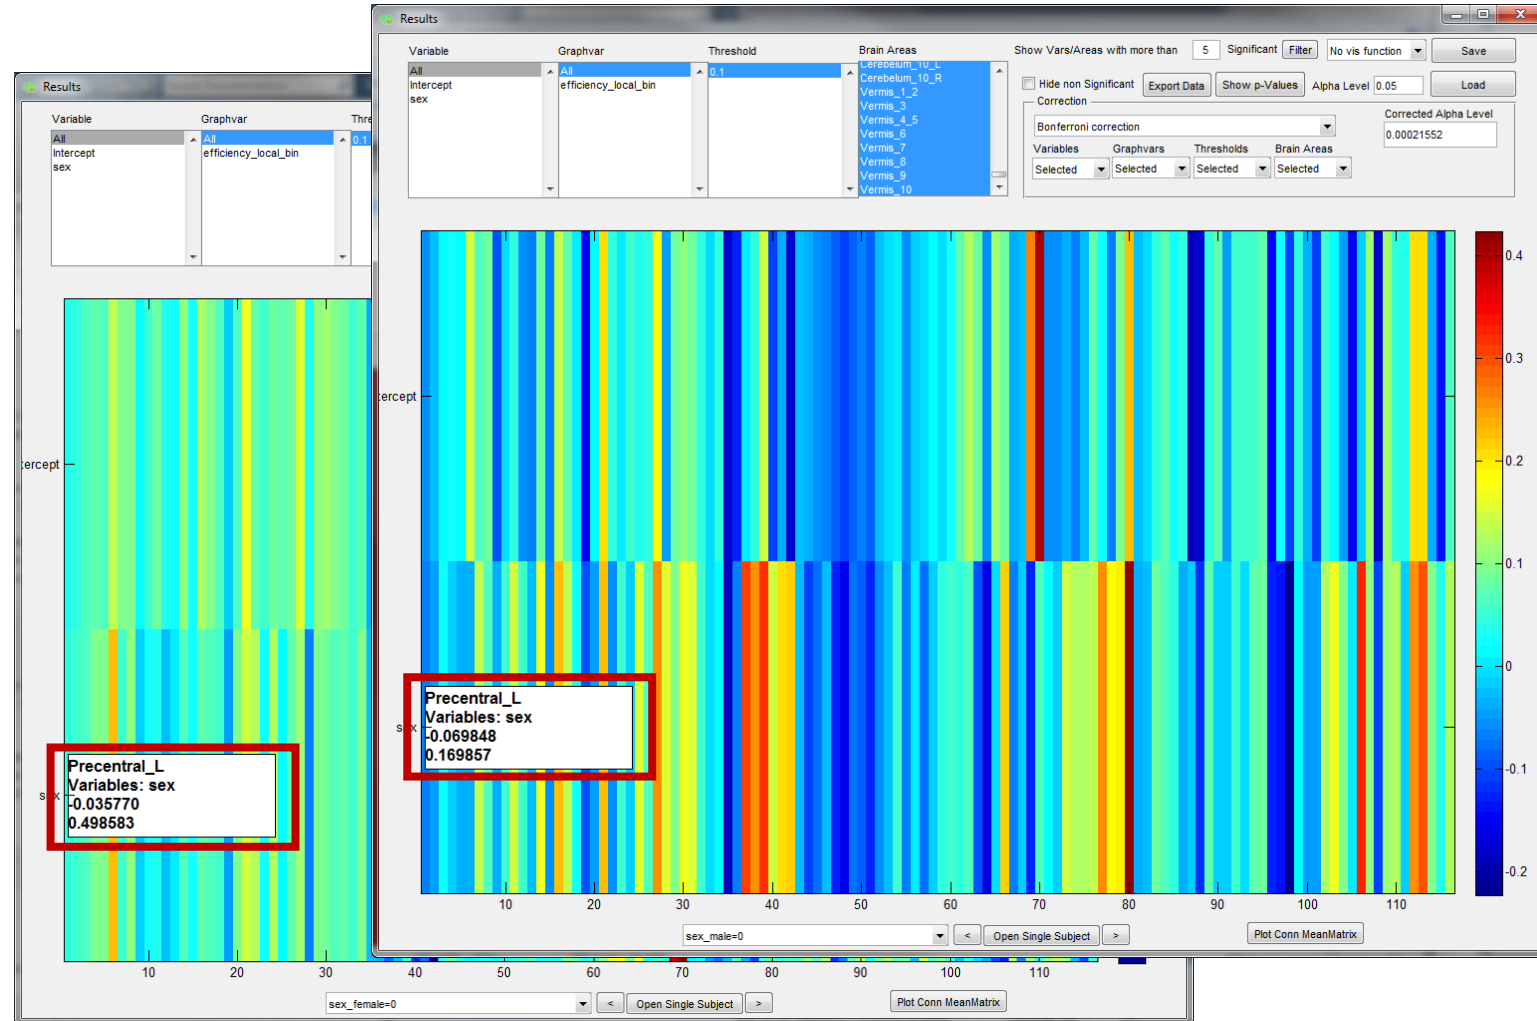 Results
Variable Graphvar Threshold Brain Areas
All
Intercept
sex
All
efficiency_local_bin
0.1
Cerebelum_10_L
Cerebelum_10_R
Vermis_1_2
Vermis_3
Vermis_4_5
Vermis_6
Vermis_7
Vermis_8
Vermis_9
Vermis_10
Show Vars/Areas with more than 5 Significant Filter No vis function Save
Hide non Significant Export Data Show p-Values Alpha Level 0.05 Load
Correction
Bonferroni correction
Corrected Alpha Level
0.00021552
Variables Graphvars Thresholds Brain Areas
Selected Selected Selected Selected
tercept
sex
Precentral_L
Variables: sex
-0.069848
0.169857
0.4
0.3
0.2
0.1
0
-0.1
-0.2
10 20 30 40 50 60 70 80 90 100 110
sex_male=0 < Open Single Subject > Plot Conn MeanMatrix
Results
Variable Graphvar Thre
All
Intercept
sex
All
efficiency_local_bin
0.1
tercept
sex
Precentral_L
Variables: sex
-0.035770
0.498583
10 20 30 40 50 60 70 80 90 100 110
sex_female=0 < Open Single Subject > Plot Conn MeanMatrix